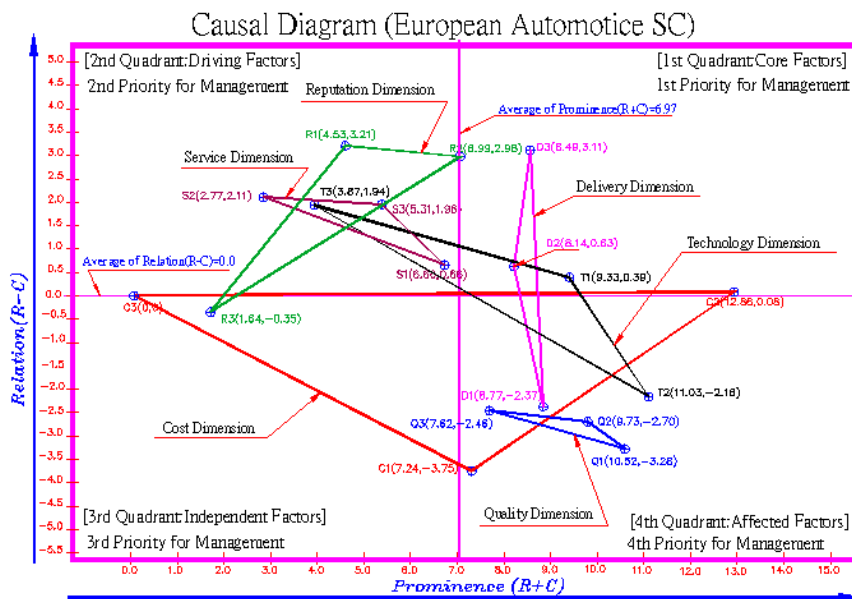 Causal Diagram (European Automotice SC)
[2nd Quadrant:Driving Factors]
2nd Priority for Management
[1st Quadrant:Core Factors]
1st Priority for Management
Reputation Dimension
Average of Prominence(R+C)=6.97
R1(4.53,3.21)
R2(6.99,2.98)
D3(8.49,3.11)
Service Dimension
S2(2.77,2.11)
T3(3.87,1.94)
S3(5.31,1.96)
Delivery Dimension
D2(8.14,0.63)
Technology Dimension
Average of Relation(R-C)=0.0
S1(6.66,0.66)
T1(9.33,0.39)
C3(0,0)
R3(1.64,-0.35)
C2(12.86,0.08)
D1(8.77,-2.37)
T2(11.03,-2.16)
Q3(7.62,-2.46)
Q2(9.73,-2.70)
Cost Dimension
Q1(10.52,-3.28)
C1(7.24,-3.75)
Quality Dimension
[3rd Quadrant:Independent Factors]
3rd Priority for Management
[4th Quadrant:Affected Factors]
4th Priority for Management
5.0
4.5
4.0
3.5
3.0
2.5
2.0
1.5
1.0
0.5
0.0
-0.5
-1.0
-1.5
-2.0
-2.5
-3.0
-3.5
-4.0
-4.5
-5.0
-5.5
Relation(R-C)
0.0 1.0 2.0 3.0 4.0 5.0 6.0 7.0 8.0 9.0 10.0 11.0 12.0 13.0 14.0 15.0
Prominence (R+C)